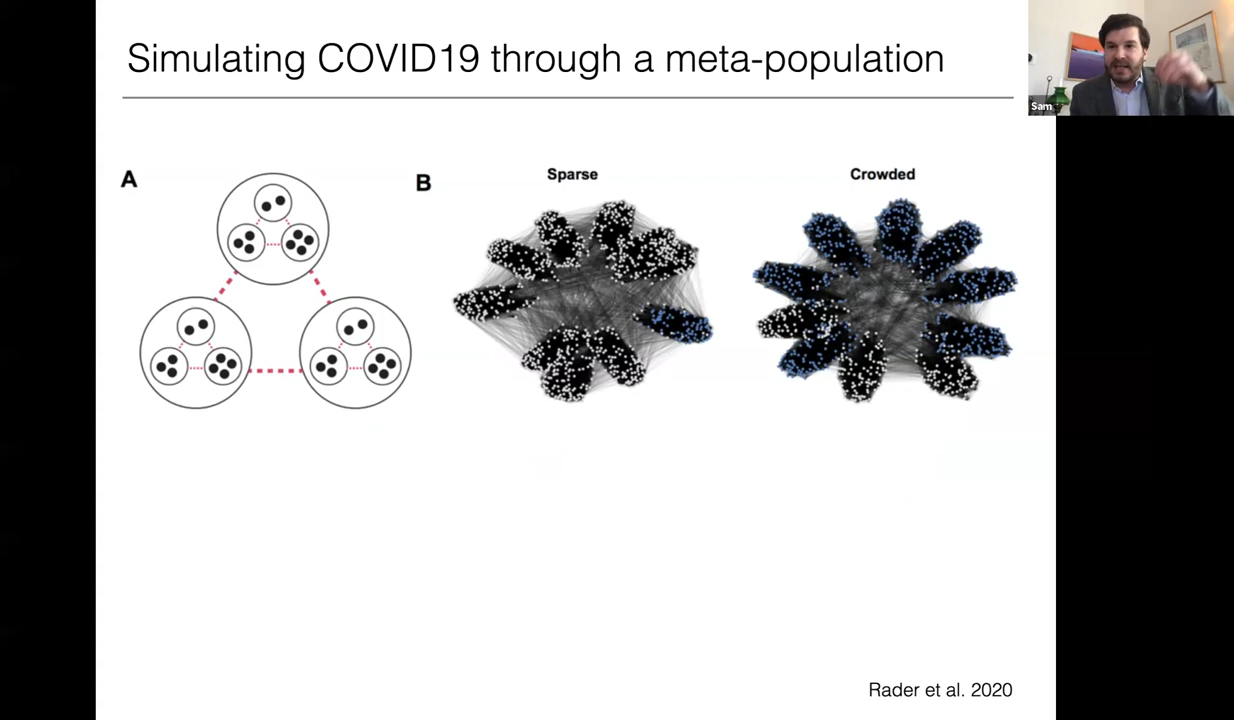 Simulating COVID19 through a meta-population
Sam
A
B
Sparse
Crowded
Rader et al. 2020